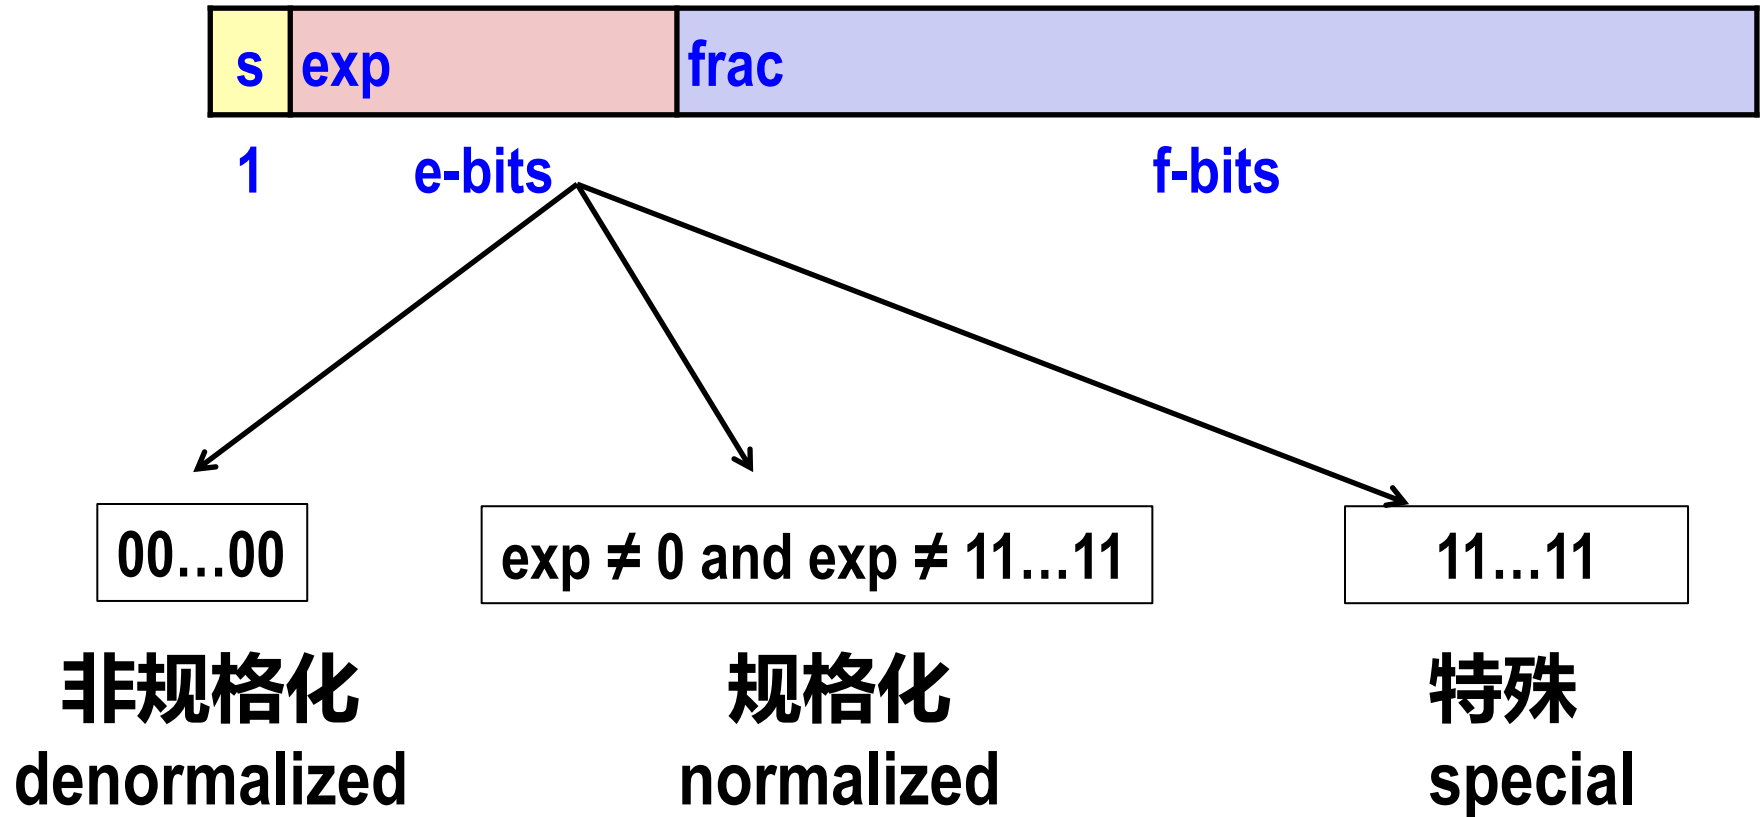 s exp frac
1 e-bits f-bits
00…00 exp ≠ 0 and exp ≠ 11…11 11…11
非规格化 规格化 特殊
denormalized normalized special